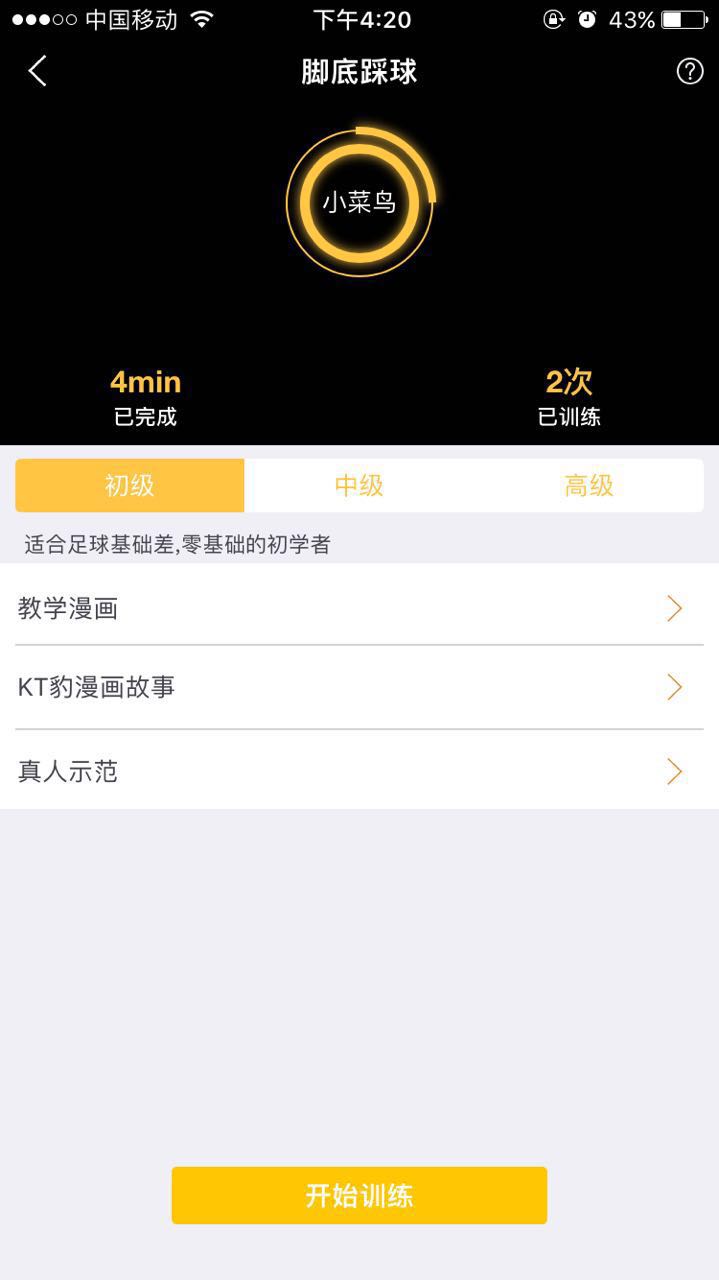 中国移动 下午4:20 43%
脚底踩球
小菜鸟
4min 2次
已完成 已训练
初级 中级 高级
适合足球基础差,零基础的初学者
教学漫画
KT豹漫画故事
真人示范
开始训练